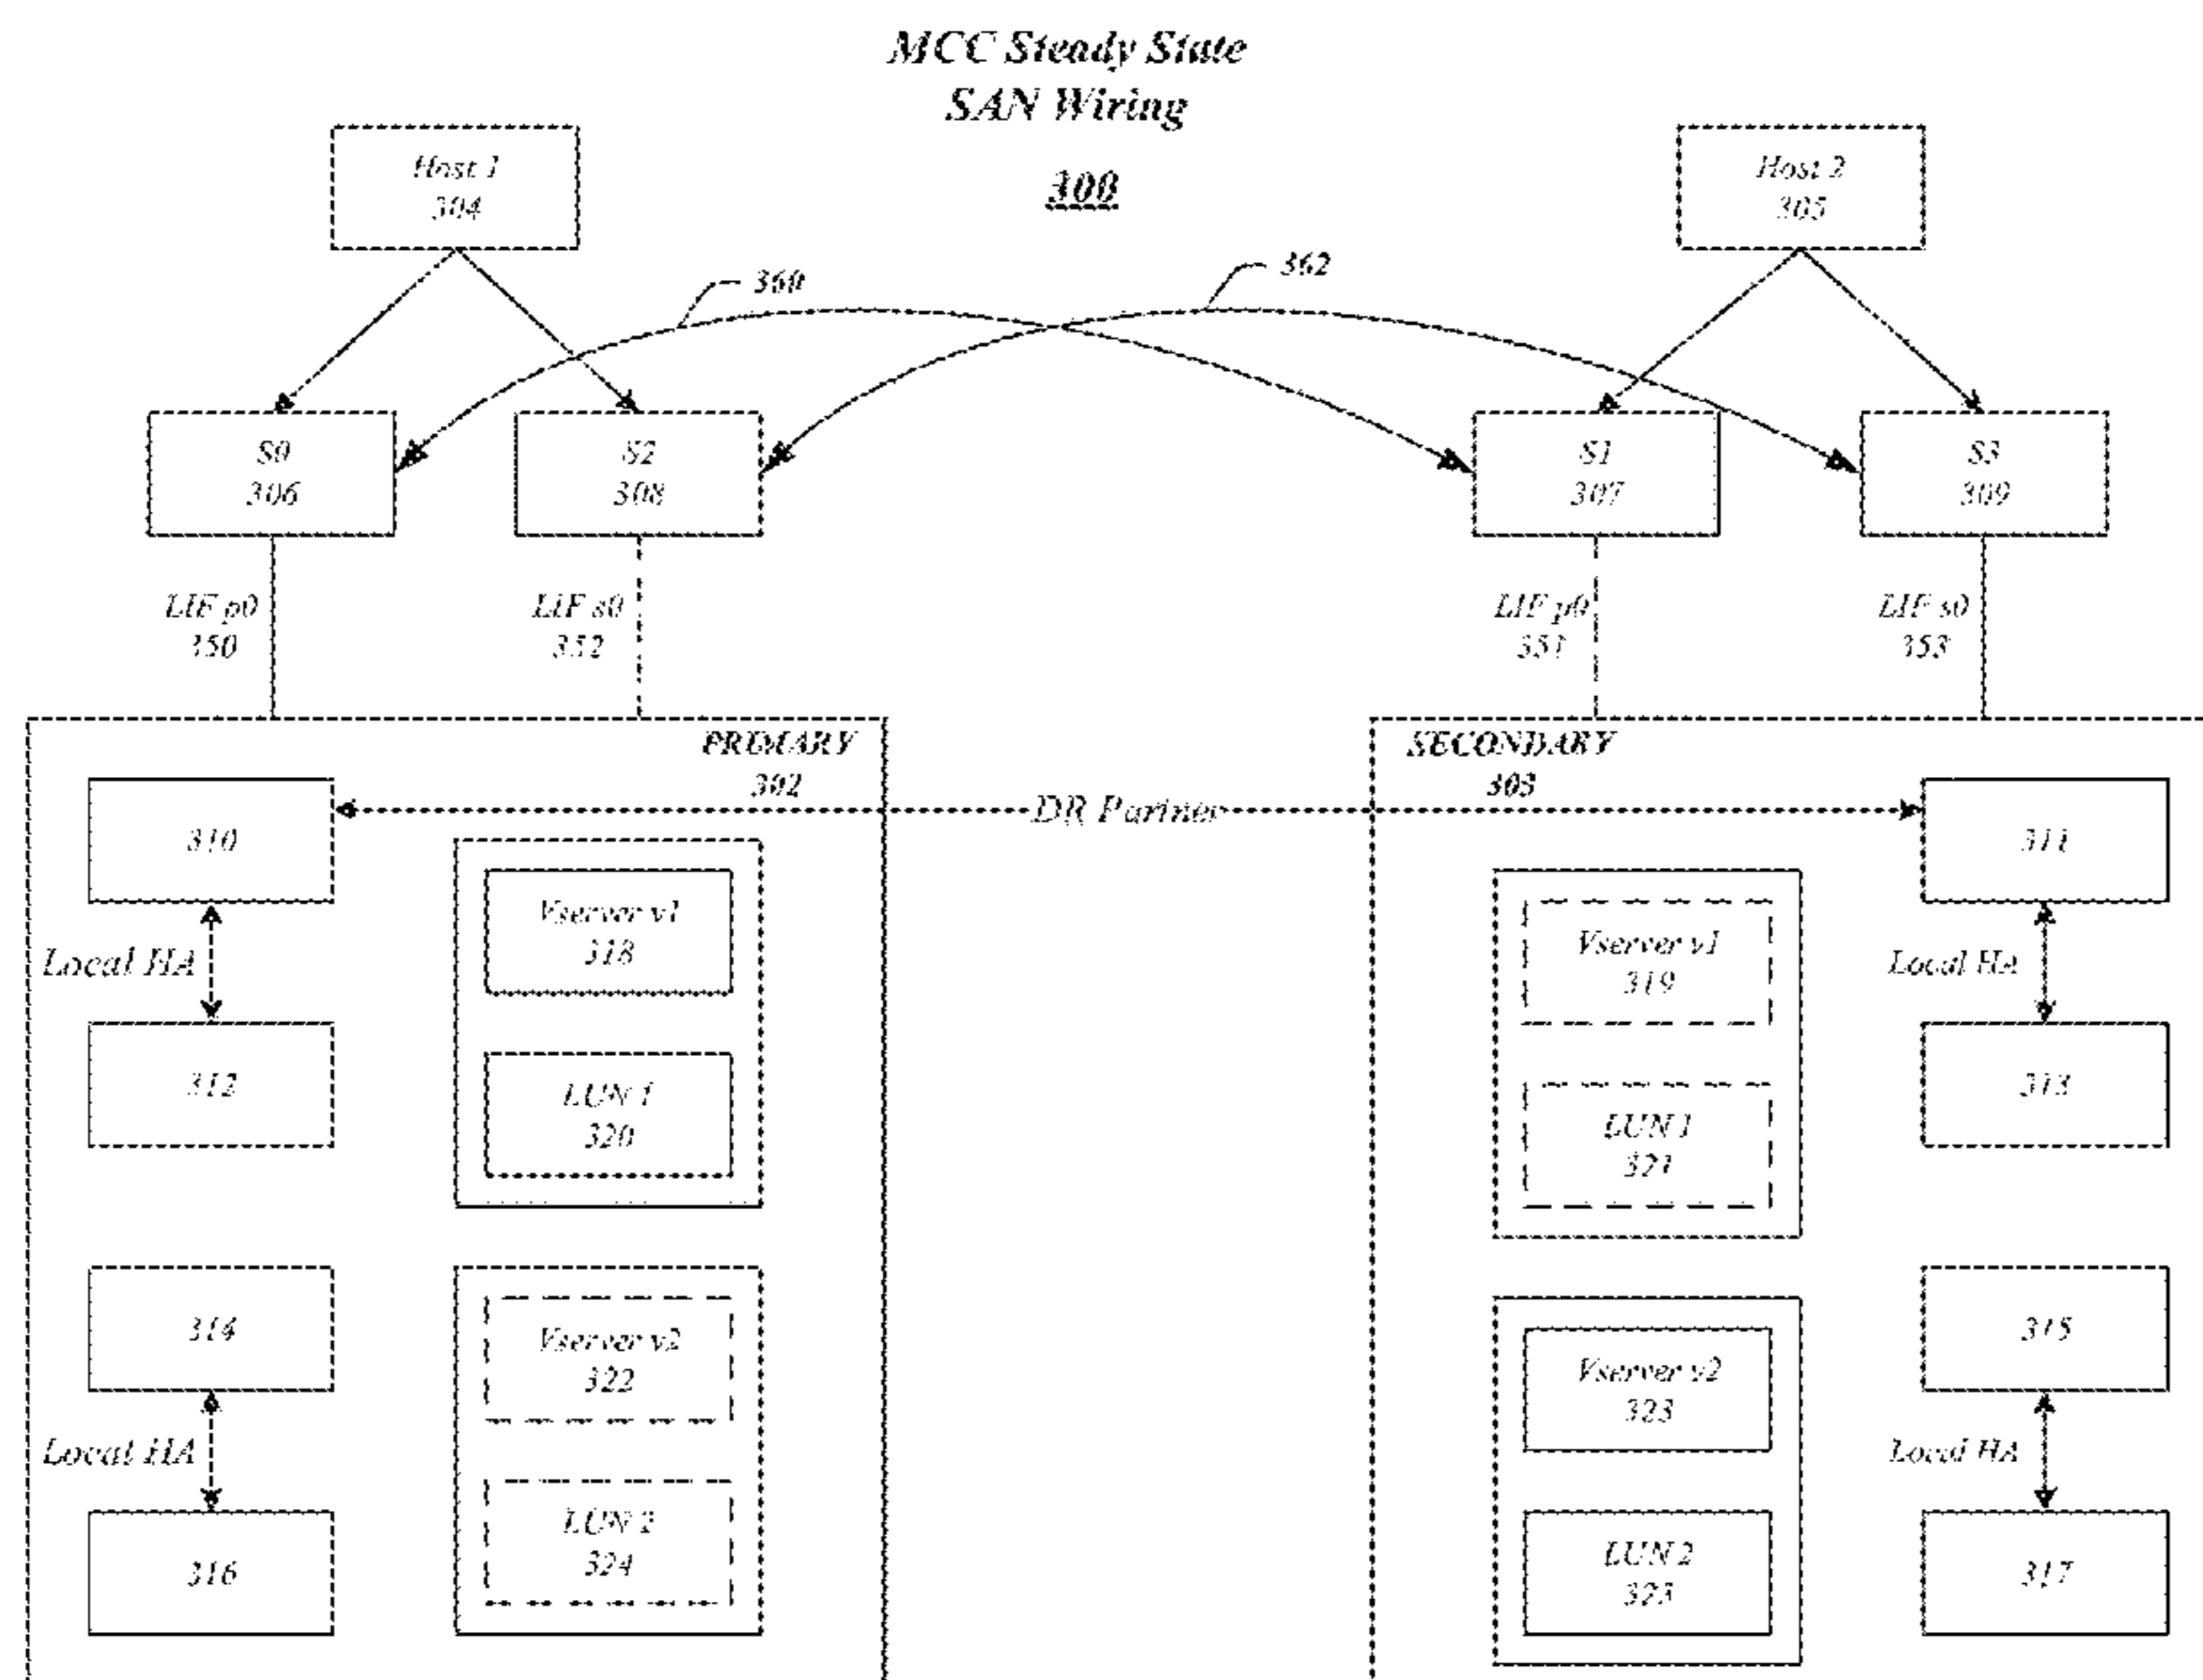 MCC Steady State
SAN Wiring
300
Host 1
304
Host 2
305
360
362
S0
306
S2
308
S1
307
S3
309
LIF p0
350
LIF s0
352
LIF p0
351
LIF s0
353
PRIMARY
302
SECONDARY
303
DR Partner
310
311
Vserver v1
318
Vserver v1
319
Local HA
Local HA
312
LUN 1
320
LUN 1
321
313
314
Vserver v2
322
Vserver v2
323
315
Local HA
Local HA
316
LUN 2
324
LUN 2
325
317